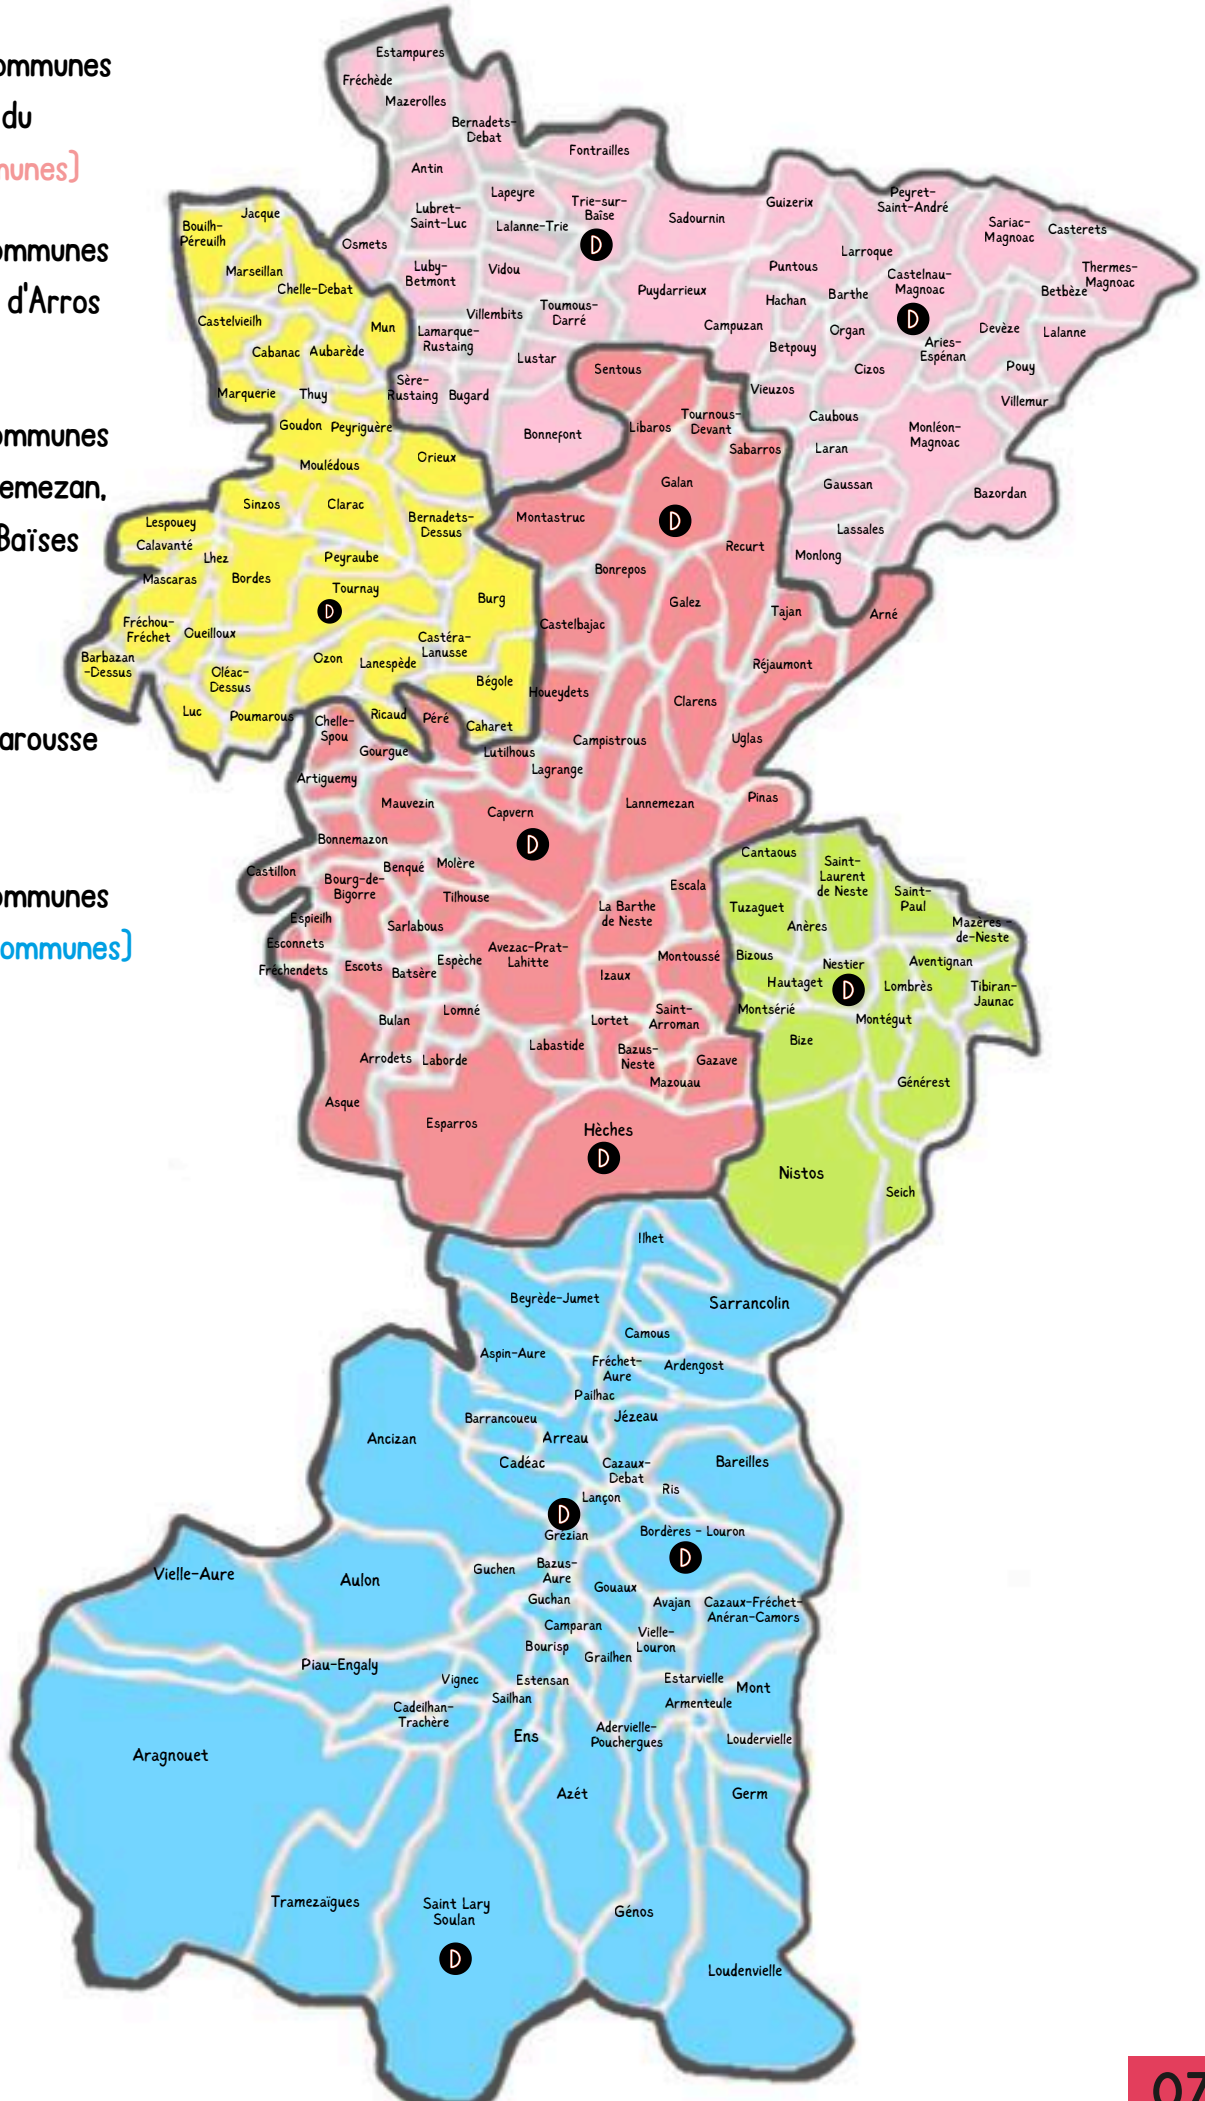 ommunes
du
nunes]
ommunes
d'Arros
ommunes
emezan,
Baïses
arousse
ommunes
communes]
Estampures
Fréchède
Mazerolles
Bernadets-
Debat
Fontrailles
Antin
Lapeyre
Trie-sur-
Baïse
D
Lubret-
Saint-Luc
Lalanne-Trie
Sadournin
Guizerix
Peyret-
Saint-André
Sariac-
Magnoac
Casterets
Osmets
Larroque
Luby-
Betmont
Vidou
Puntous
Castelnau-
Magnoac
D
Thermes-
Magnoac
Betbèze
Puydarrieux
Hachan
Barthe
Villembits
Toumous-
Darré
Lamarque-
Rustaing
Campuzan
Organ
Devèze
Lalanne
Betpouy
Aries-
Espénan
Lustar
Cizos
Pouy
Sère-
Rustaing
Bugard
Vieuzos
Villemur
Caubous
Monléon-
Magnoac
Bonnefont
Laran
Gaussan
Bazordan
Lassales
Monlong
Jacque
Bouilh-
Péreuilh
Marseillan
Chelle-Debat
Castelvieilh
Mun
Cabanac
Aubarède
Marquerie
Thuy
Goudon
Peyriguère
Moulédous
Orieux
Sinzos
Clarac
Bernadets-
Dessus
Lespouey
Calavanté
Lhez
Peyraube
Mascaras
Bordes
Tournay
D
Burg
Fréchou-
Fréchet
Oueilloux
Castéra-
Lanusse
Barbazan
-Dessus
Ozon
Lanespède
Oléac-
Dessus
Bégole
Luc
Poumarous
Ricaud
Caharet
Sentous
Libaros
Tournous-
Devant
Sabarros
Galan
D
Montastruc
Recurt
Bonrepos
Galez
Tajan
Arné
Castelbajac
Réjaumont
Houeydets
Clarens
Chelle-
Spou
Péré
Gourgue
Lutilhous
Campistrous
Uglas
Lagrange
Artiguemy
Mauvezin
Capvern
D
Lannemezan
Pinas
Bonnemazon
Castillon
Benqué
Molère
Bourg-de-
Bigorre
Tilhouse
Escala
La Barthe
de Neste
Espieilh
Sarlabous
Esconnets
Avezac-Prat-
Lahitte
Montoussé
Fréchendets
Escots
Batsère
Espèche
Izaux
Lomné
Bulan
Lortet
Saint-
Arroman
Labastide
Arrodets
Laborde
Bazus-
Neste
Gazave
Mazouau
Asque
Esparros
Hèches
D
Cantaous
Saint-
Laurent
de Neste
Saint-
Paul
Tuzaguet
Anères
Mazères -
de-Neste
Bizous
Nestier
D
Aventignan
Hautaget
Lombrès
Tibiran-
Jaunac
Montsérié
Montégut
Bize
Générest
Nistos
Seich
Ilhet
Beyrède-Jumet
Sarrancolin
Camous
Aspin-Aure
Fréchet-
Aure
Ardengost
Pailhac
Barrancoueu
Jézeau
Ancizan
Arreau
Cadéac
Cazaux-
Debat
Bareilles
Ris
Lançon
D
Grézian
Bordères - Louron
D
Vielle-Aure
Aulon
Guchen
Bazus-
Aure
Gouaux
Guchan
Avajan
Cazaux-Fréchet-
Anéran-Camors
Camparan
Vielle-
Louron
Bourisp
Grailhen
Piau-Engaly
Vignec
Estensan
Estarvielle
Mont
Sailhan
Armenteule
Cadeilhan-
Trachère
Ens
Adervielle-
Pouchergues
Loudervielle
Aragnouet
Azét
Germ
Tramezaïgues
Saint Lary
Soulan
D
Génos
Loudenvielle
07